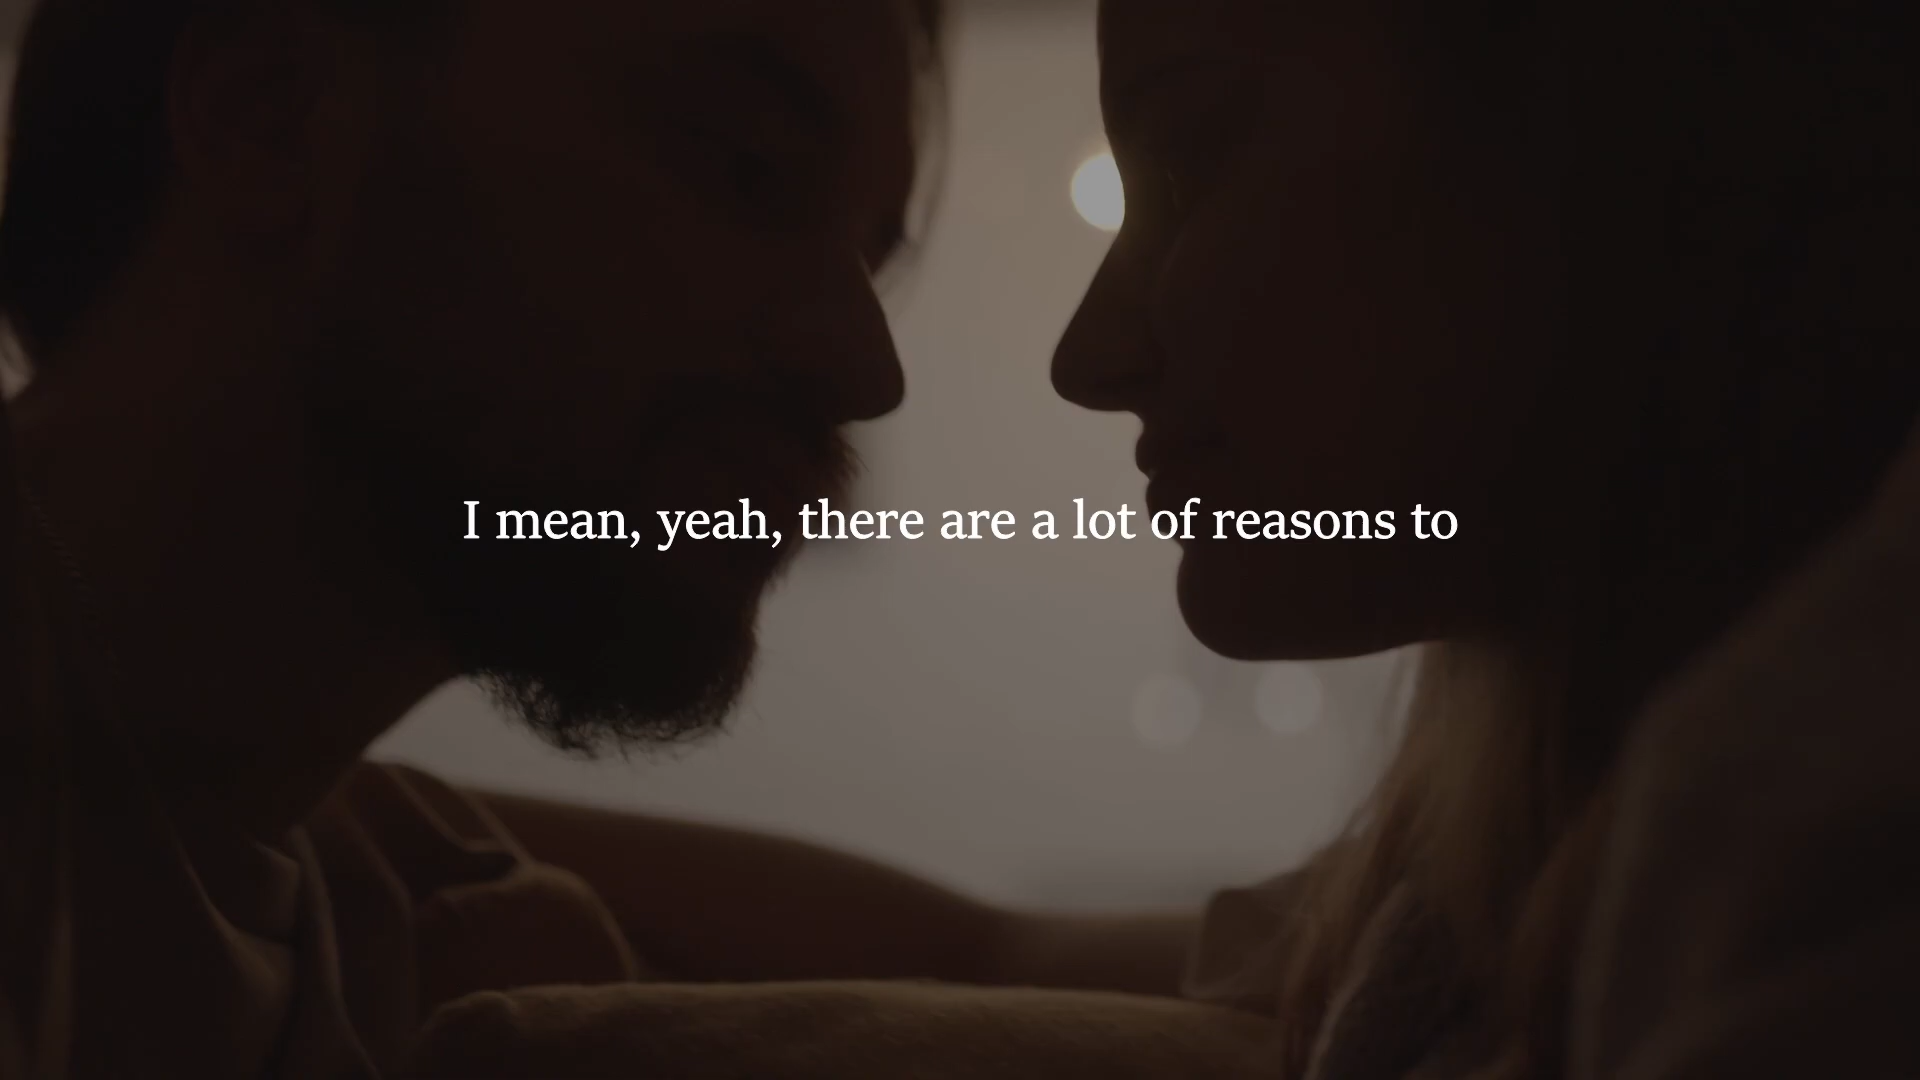 I mean, yeah, there are a lot of reasons to